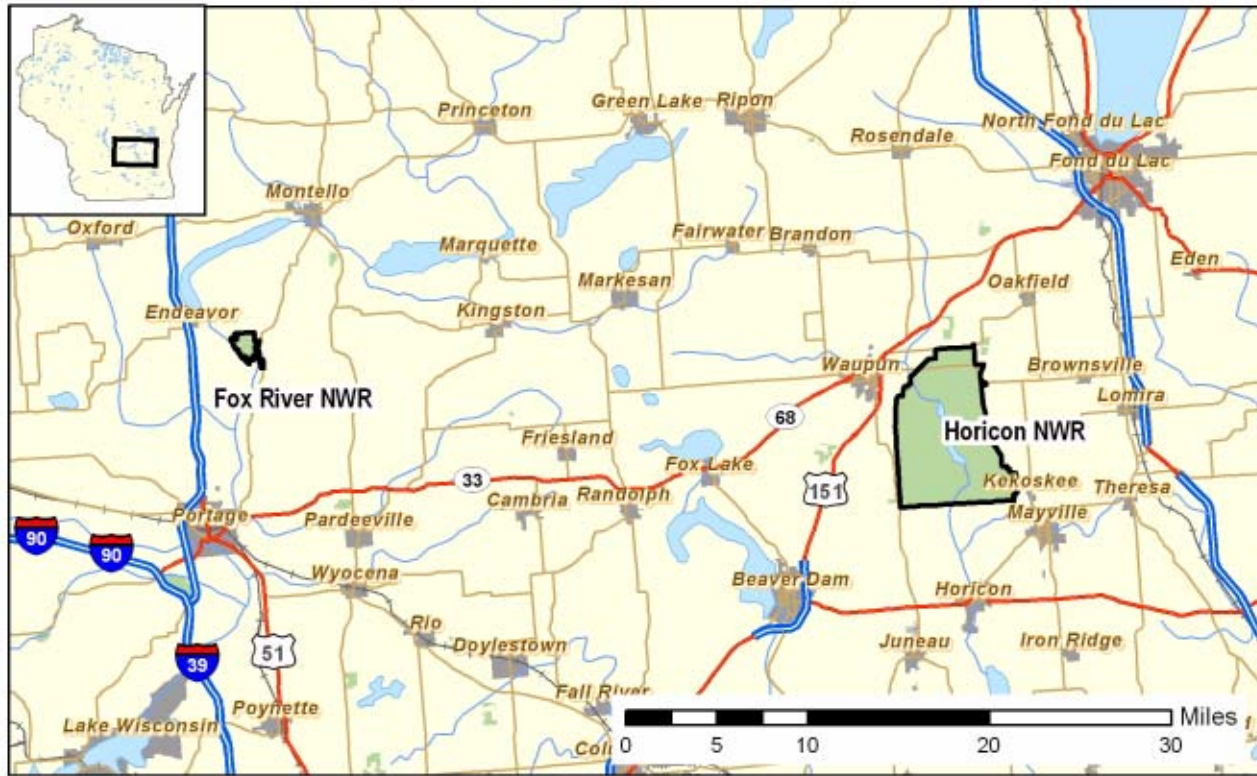 Princeton
Green Lake
Ripon
North Fond du Lac
Rosendale
Fond du Lac
Montello
Oxford
Marquette
Fairwater
Brandon
Eden
Markesan
Oakfield
Endeavor
Kingston
Waupun
Brownsville
Fox River NWR
Lomira
68
Horicon NWR
Friesland
Fox Lake
33
151
Kekoskee
Cambria
Randolph
Theresa
Portage
Pardeeville
Mayville
90
90
Wyocena
Beaver Dam
Horicon
Rio
51
Doylestown
Juneau
Iron Ridge
39
Fall River
Poynette
Lake Wisconsin
Miles
0
5
10
20
30